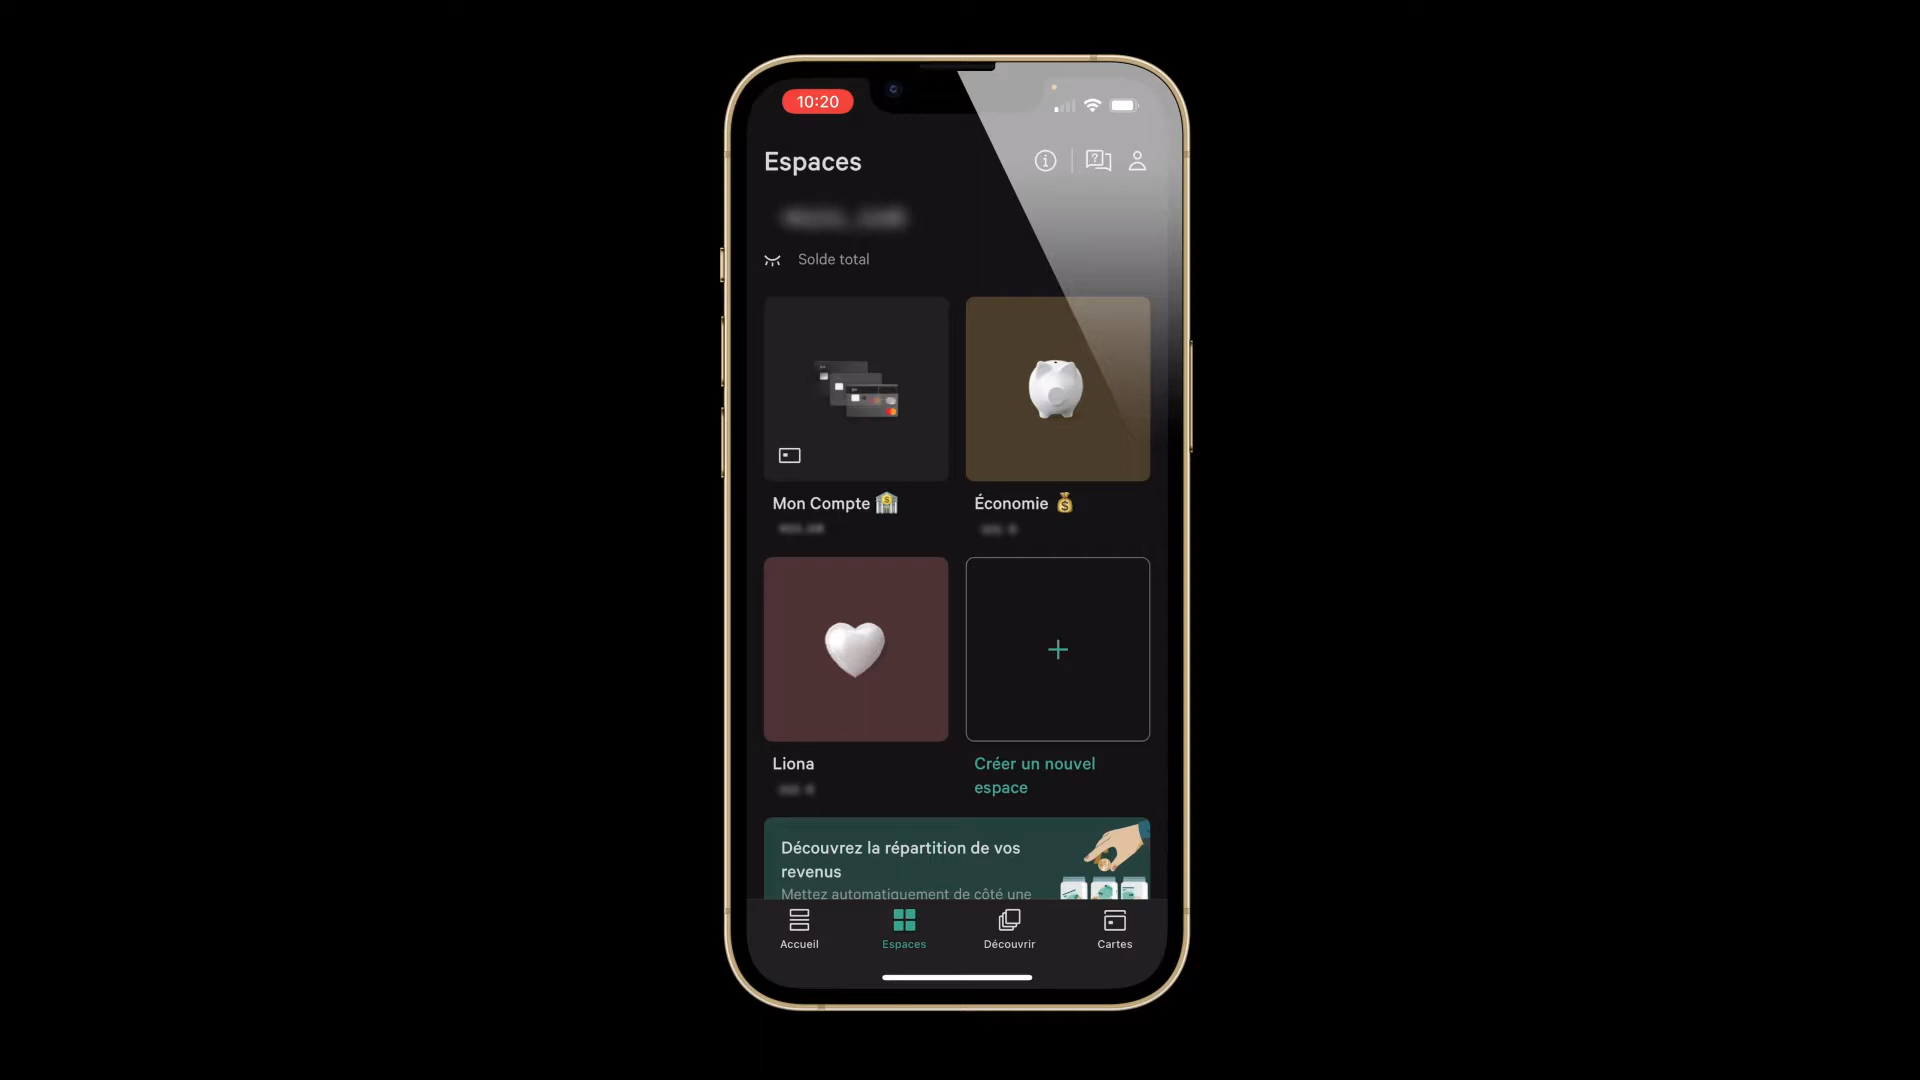 10:20
Espaces
Solde total
Mon Compte
Économie
Liona
Créer un nouvel
espace
Découvrez la répartition de vos
revenus
Mettez automatiquement de côté une
Accueil
Espaces
Découvrir
Cartes